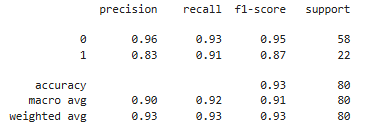 precision recall f1-score support
0 0.96 0.93 0.95 58
1 0.83 0.91 0.87 22
accuracy 0.93 80
macro avg 0.90 0.92 0.91 80
weighted avg 0.93 0.93 0.93 80